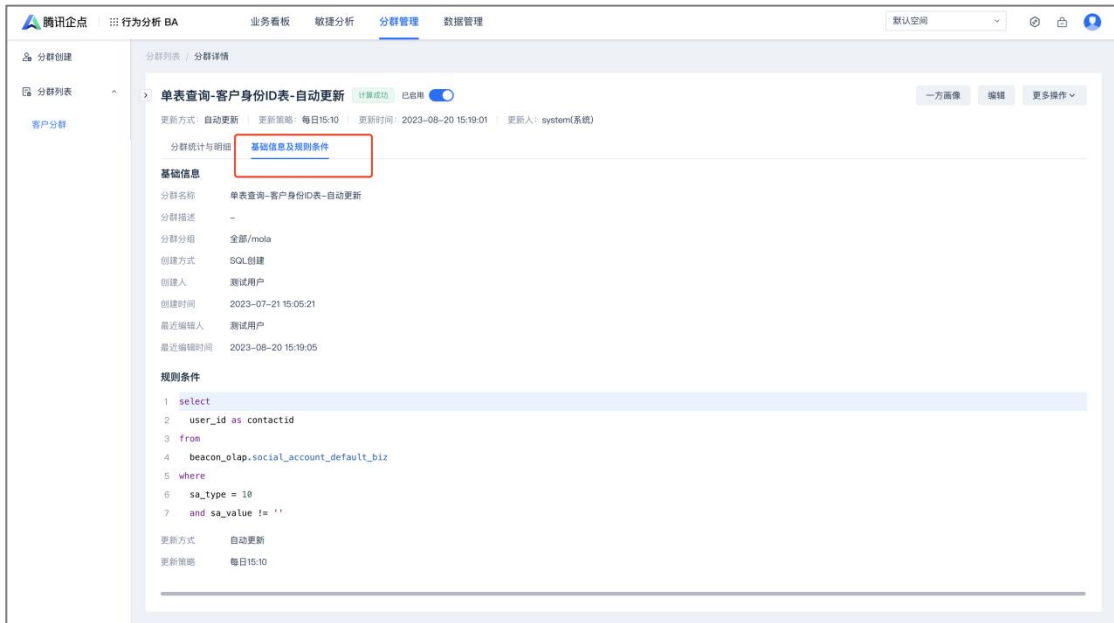 腾讯企点 行为分析 BA 业务看板 敏捷分析 分群管理 数据管理 默认空间
分群创建
分群列表
客户分群
分群列表 / 分群详情
单表查询-客户身份ID表-自动更新 计算成功 已启用 一方画像 编辑 更多操作
更新方式：自动更新 更新策略：每日15:10 更新时间：2023-08-20 15:19:01 更新人：system(系统)
分群统计与明细 基础信息及规则条件
基础信息
分群名称 单表查询-客户身份ID表-自动更新
分群描述 -
分群分组 全部/mola
创建方式 SQL创建
创建人 测试用户
创建时间 2023-07-21 15:05:21
最近编辑人 测试用户
最近编辑时间 2023-08-20 15:19:05
规则条件
1 select
2 user_id as contactid
3 from
4 beacon_olap.social_account_default_biz
5 where
6 sa_type = 10
7 and sa_value != ''
更新方式 自动更新
更新策略 每日15:10